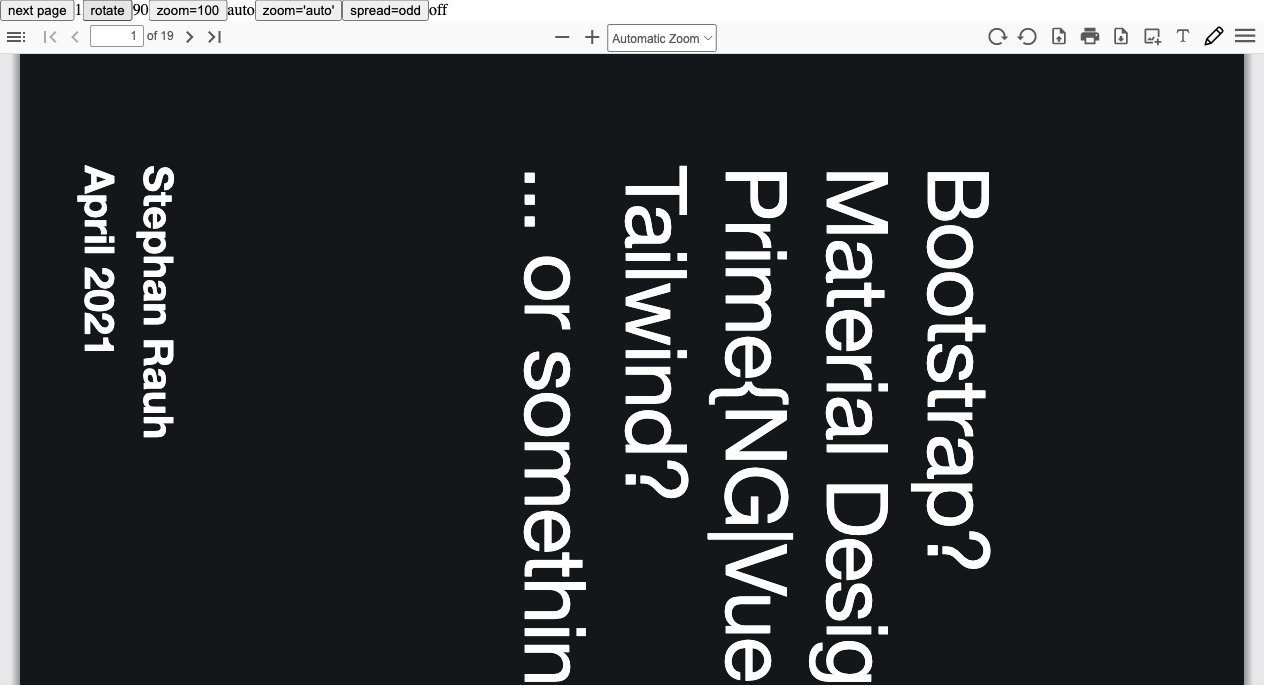 next page 1 rotate 90 zoom=100 auto zoom='auto' spread=odd off
1 of 19 Automatic Zoom T
Bootstrap?
Material Desig
Prime{NG|Vue
Tailwind?
... or somethin
Stephan Rauh
April 2021